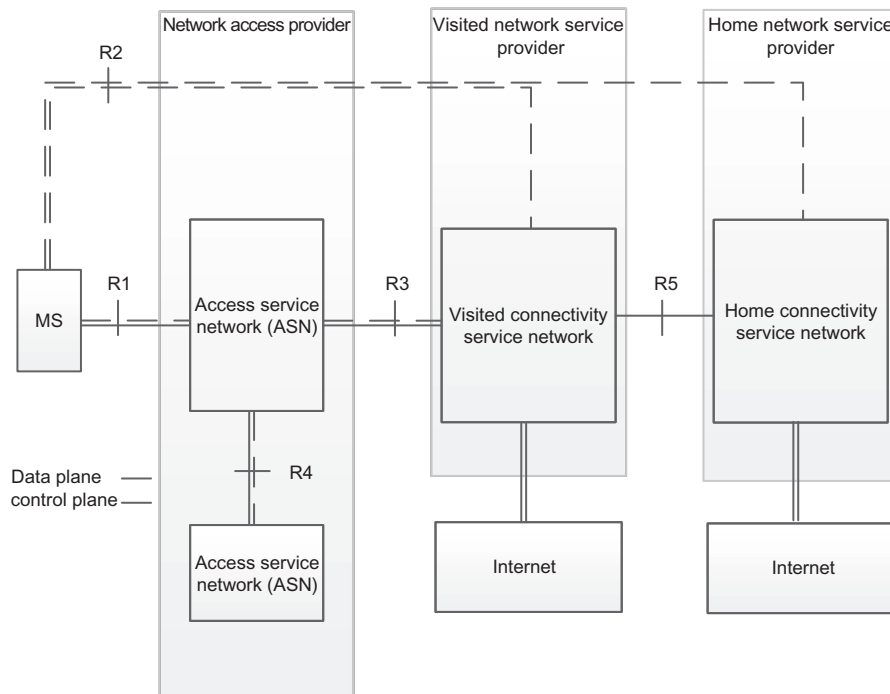 Network access provider
Visited network service
provider
Home network service
provider
R2
R1
R3
R5
MS
Access service
network (ASN)
Visited connectivity
service network
Home connectivity
service network
R4
Data plane
control plane
Access service
network (ASN)
Internet
Internet